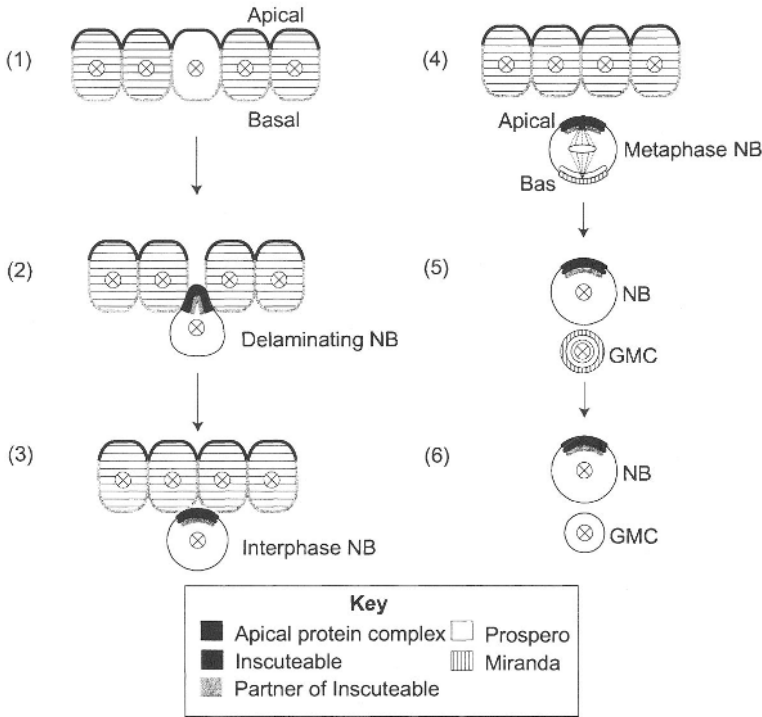 (1)
Apical
Basal
(2)
Delaminating NB
(3)
Interphase NB
(4)
Apical
Metaphase NB
Bas
(5)
NB
GMC
(6)
NB
GMC
Key
Apical protein complex
Inscuteable
Partner of Inscuteable
Prospero
Miranda